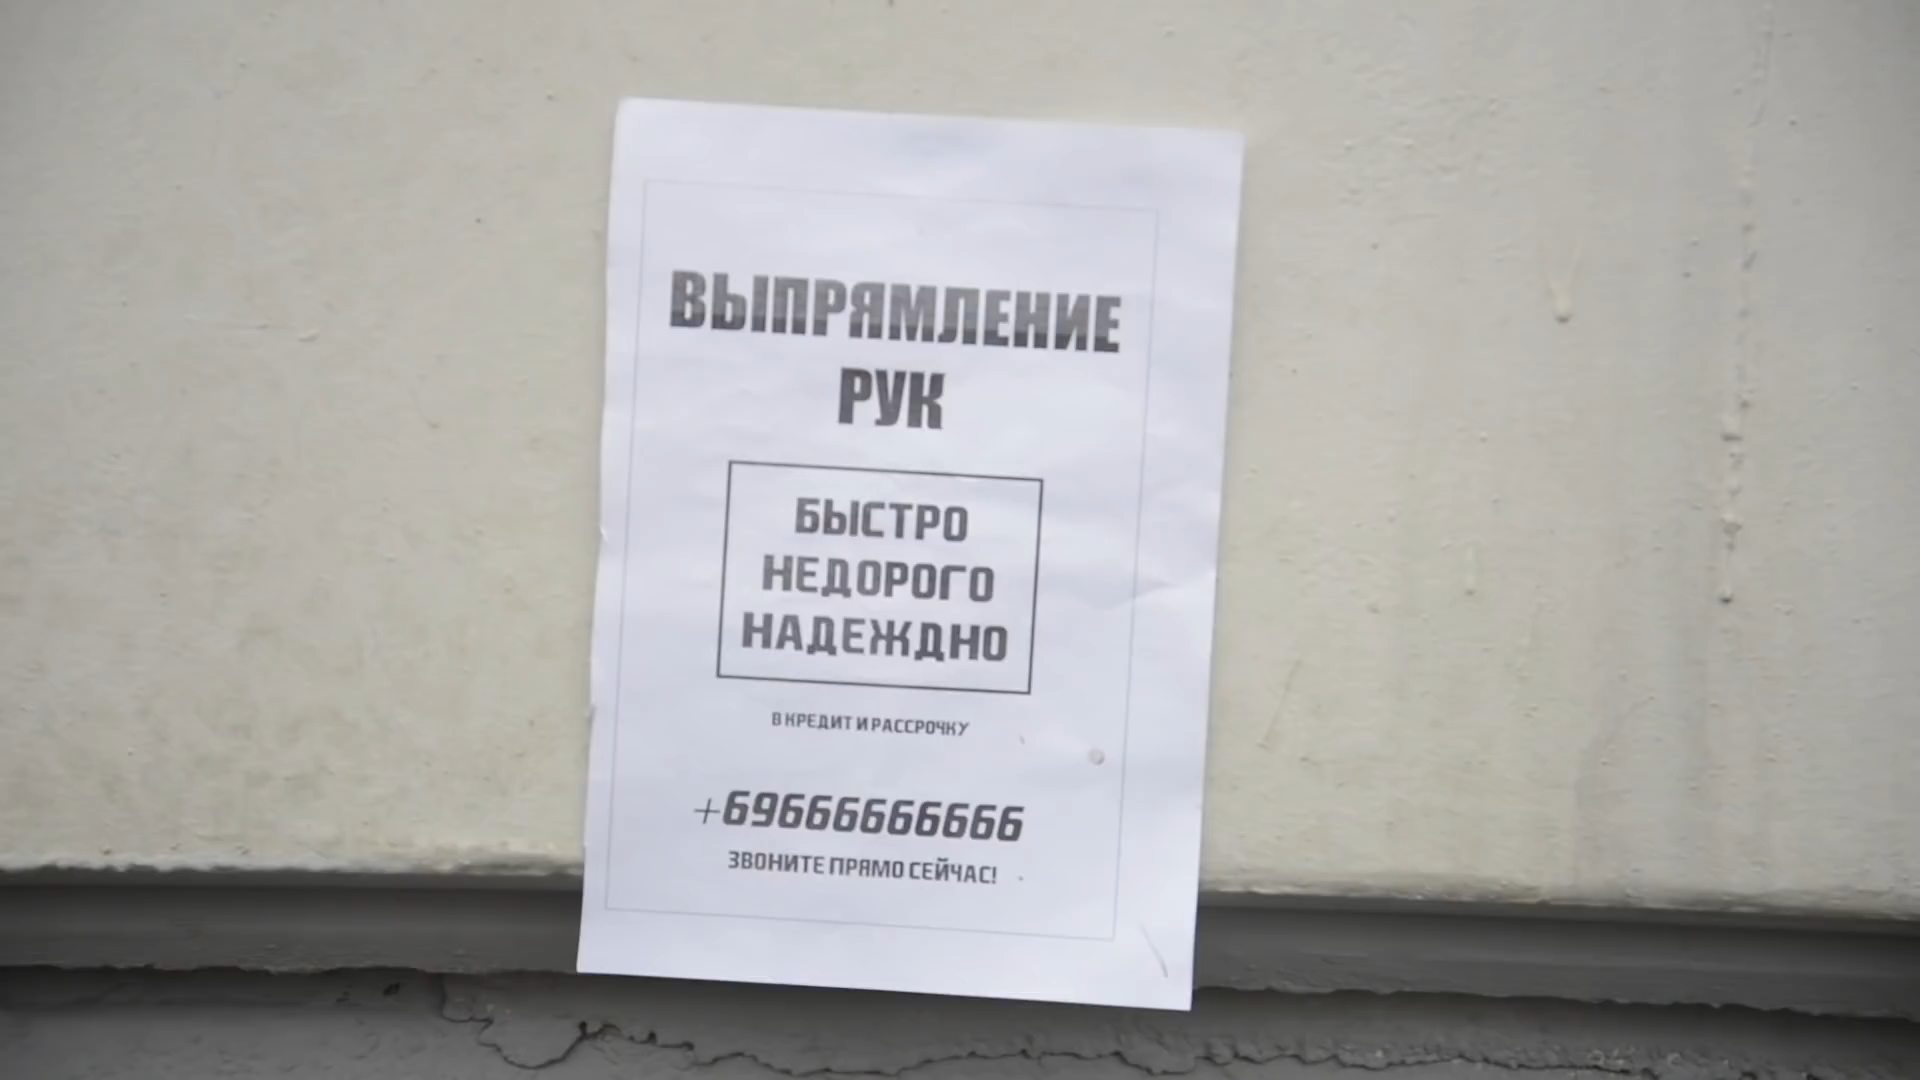 ВЫПРЯМЛЕНИЕ
РУК
БЫСТРО
НЕДОРОГО
НАДЕЖДНО
В КРЕДИТ И РАССРОЧКУ
+69666666666
ЗВОНИТЕ ПРЯМО СЕЙЧАС!